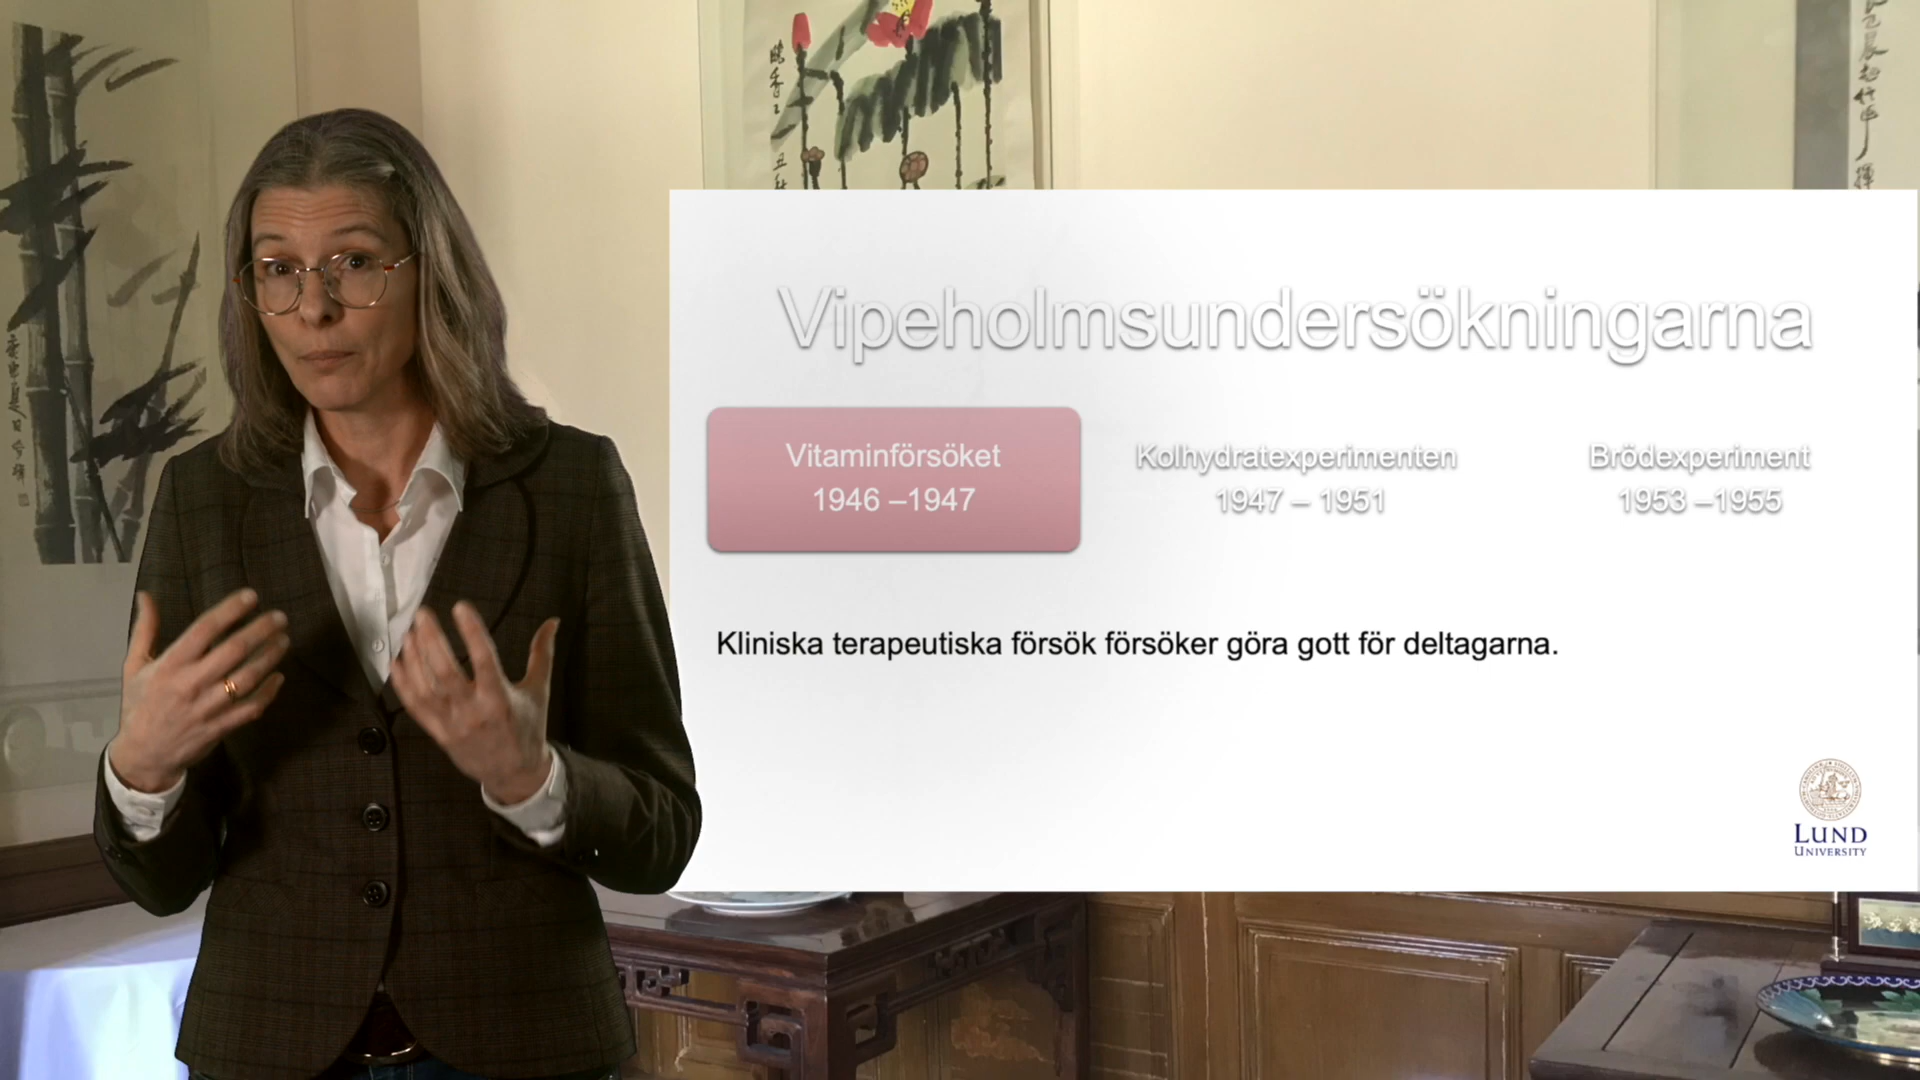 Vipeholmsundersökningarna
Vitaminförsöket
1946 –1947
Kolhydratexperimenten
1947 – 1951
Brödexperiment
1953 –1955
Kliniska terapeutiska försök försöker göra gott för deltagarna.
LUND
UNIVERSITY